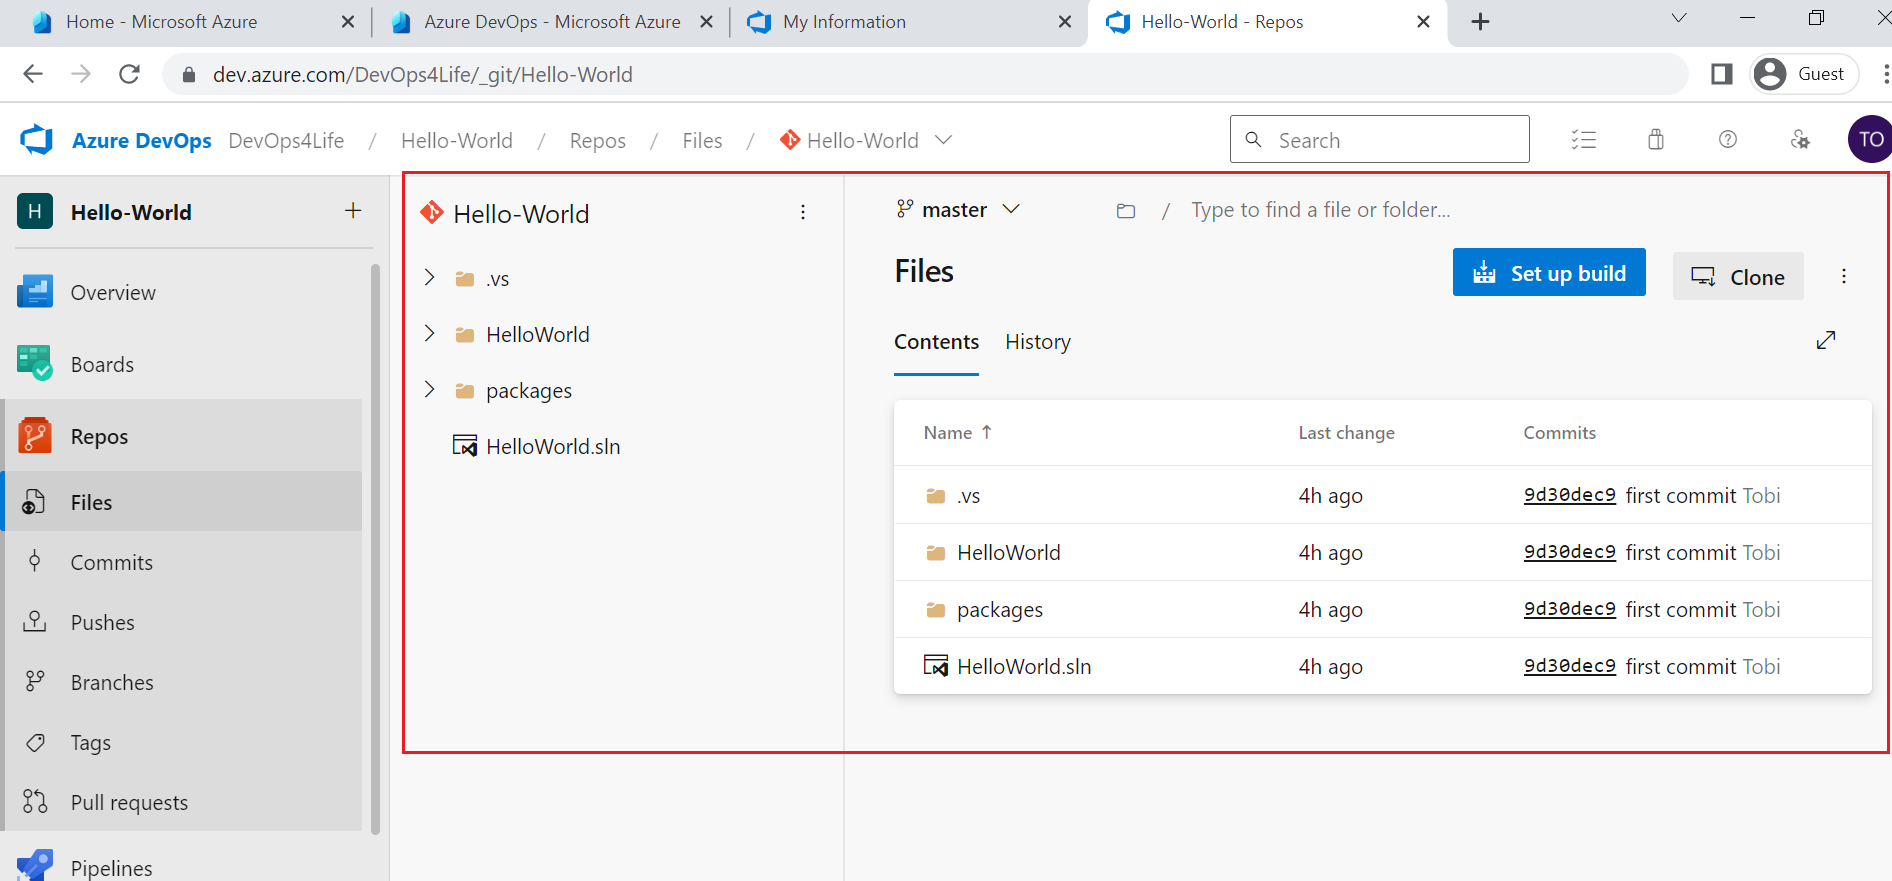 Home - Microsoft Azure
Azure DevOps - Microsoft Azure
My Information
Hello-World - Repos
dev.azure.com/DevOps4Life/_git/Hello-World
Guest
Azure DevOps DevOps4Life / Hello-World / Repos / Files / Hello-World
Search
TO
H Hello-World
Overview
Boards
Repos
Files
Commits
Pushes
Branches
Tags
Pull requests
Pipelines
Hello-World
.vs
HelloWorld
packages
HelloWorld.sln
master
/ Type to find a file or folder...
Files
Set up build
Clone
Contents History
Name ↑ Last change Commits
.vs 4h ago 9d30dec9 first commit Tobi
HelloWorld 4h ago 9d30dec9 first commit Tobi
packages 4h ago 9d30dec9 first commit Tobi
HelloWorld.sln 4h ago 9d30dec9 first commit Tobi